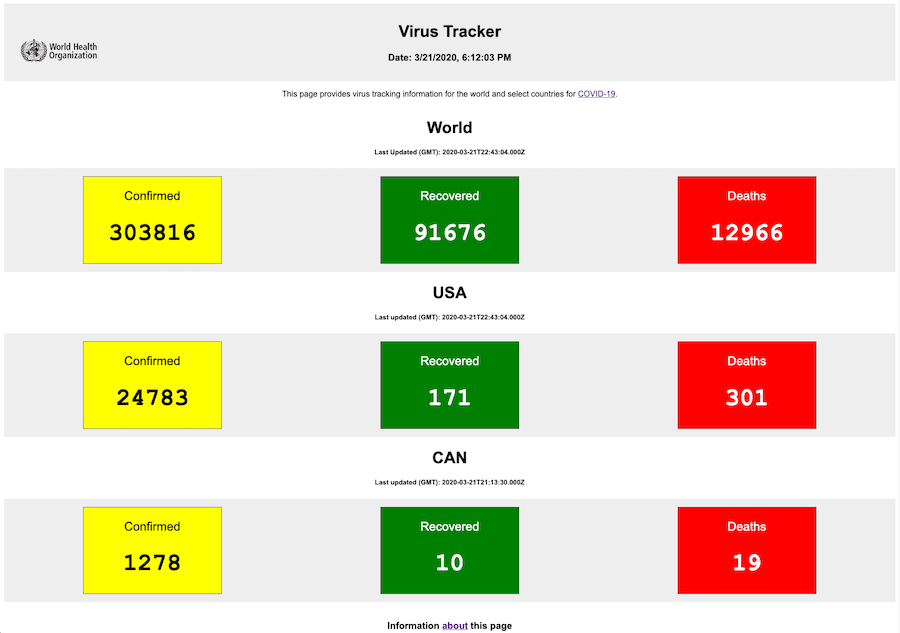 World Health
Organization
Virus Tracker
Date: 3/21/2020, 6:12:03 PM
This page provides virus tracking information for the world and select countries for COVID-19.
World
Last Updated (GMT): 2020-03-21T22:43:04.000Z
Confirmed Recovered Deaths
303816 91676 12966
USA
Last updated (GMT): 2020-03-21T22:43:04.000Z
Confirmed Recovered Deaths
24783 171 301
CAN
Last updated (GMT): 2020-03-21T21:13:30.000Z
Confirmed Recovered Deaths
1278 10 19
Information about this page